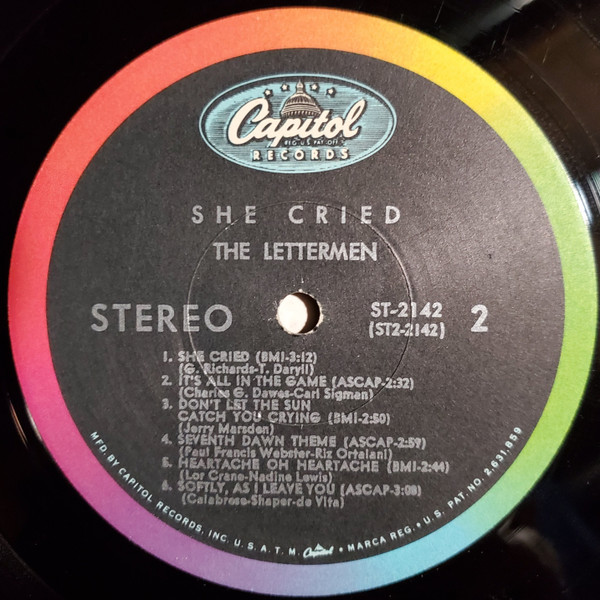 Capitol
REG. U.S. PAT. OFF.
RECORDS
SHE CRIED
THE LETTERMEN
STEREO
ST-2142
(ST2-2142)
2
1. SHE CRIED (BMI-3:12)
(G. Richards-T. Daryll)
2. IT'S ALL IN THE GAME (ASCAP-2:32)
(Charles G. Dawes-Carl Sigman)
3. DON'T LET THE SUN
CATCH YOU CRYING (BMI-2:50)
(Jerry Marsden)
4. SEVENTH DAWN THEME (ASCAP-2:59)
(Paul Francis Webster-Riz Ortolani)
5. HEARTACHE OH HEARTACHE (BMI-2:44)
(Lor Crane-Nadine Lewis)
6. SOFTLY, AS I LEAVE YOU (ASCAP-3:08)
(Calabrese-Shaper-de Vita)
MFD. BY CAPITOL RECORDS, INC. U.S.A. T.M. Capitol • MARCA REG. • U.S. PAT. NO. 2,631,859